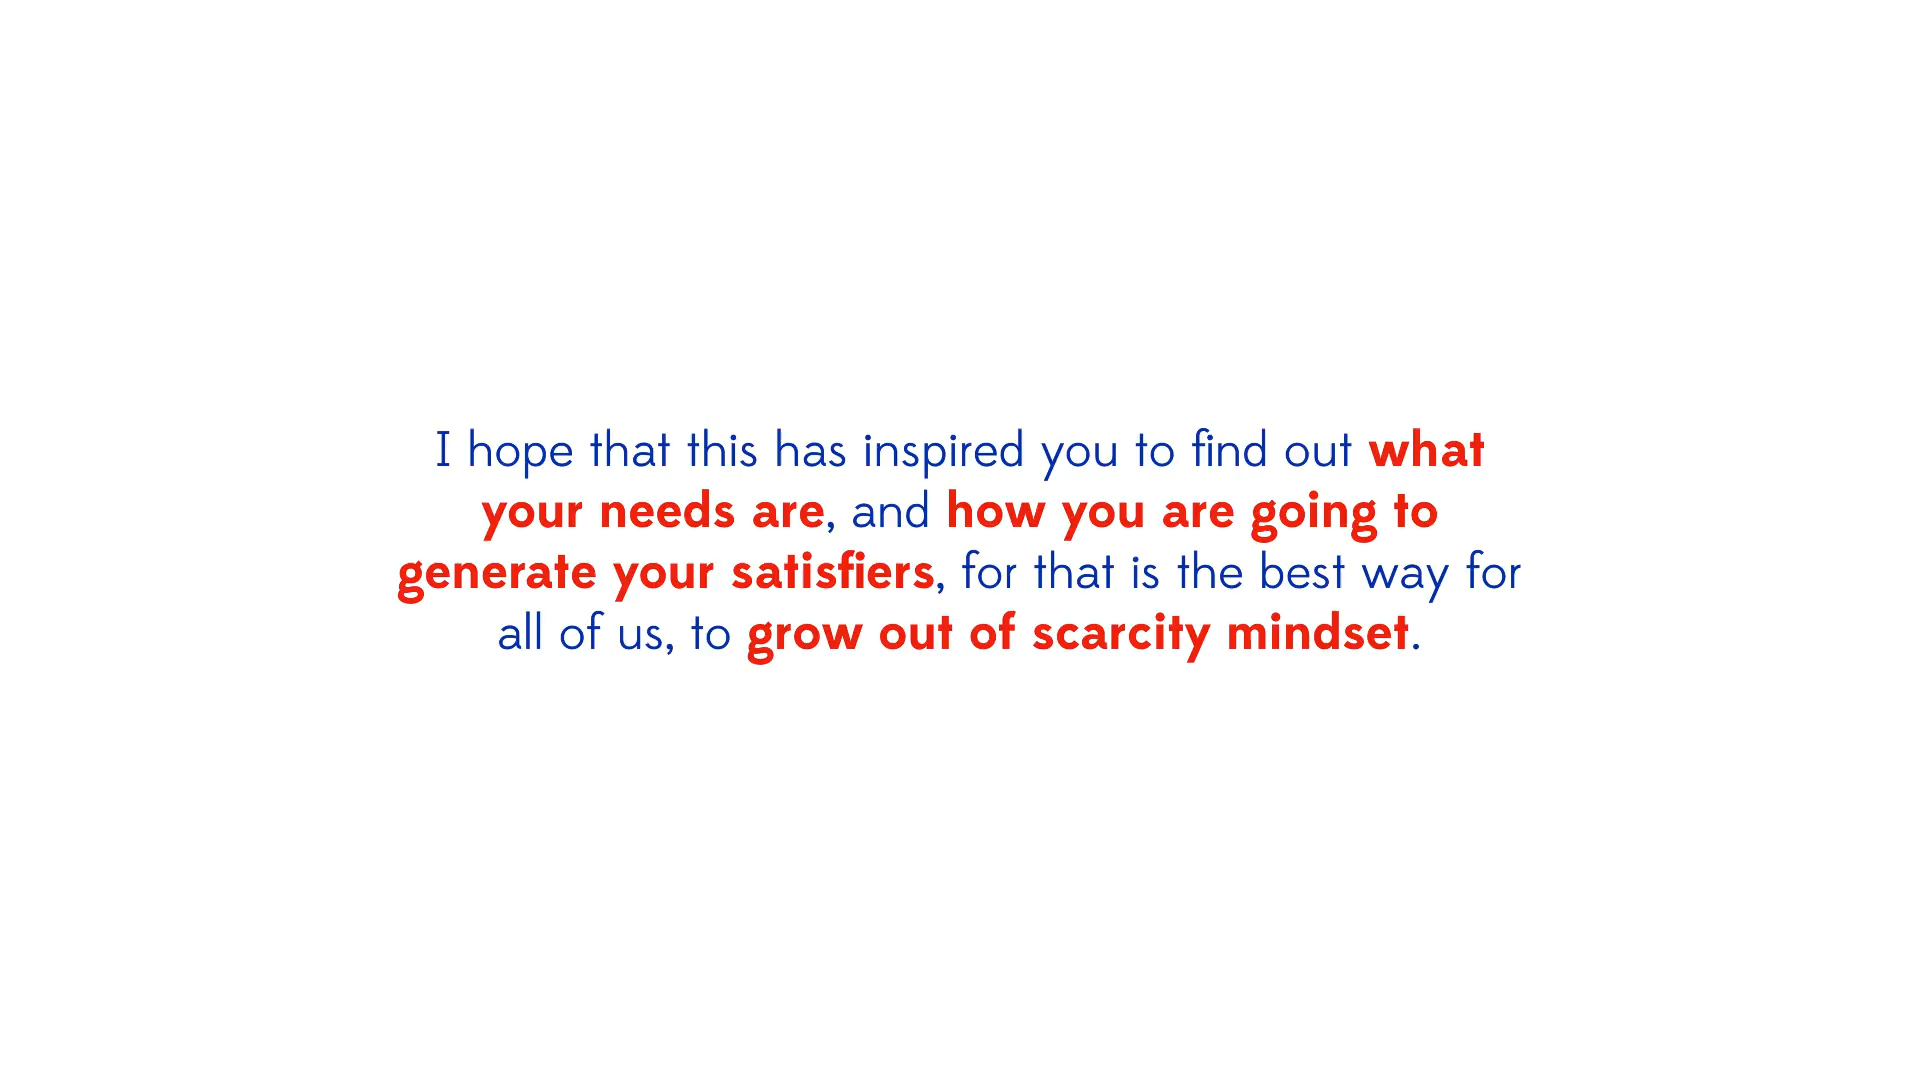 I hope that this has inspired you to find out what
your needs are, and how you are going to
generate your satisfiers, for that is the best way for
all of us, to grow out of scarcity mindset.